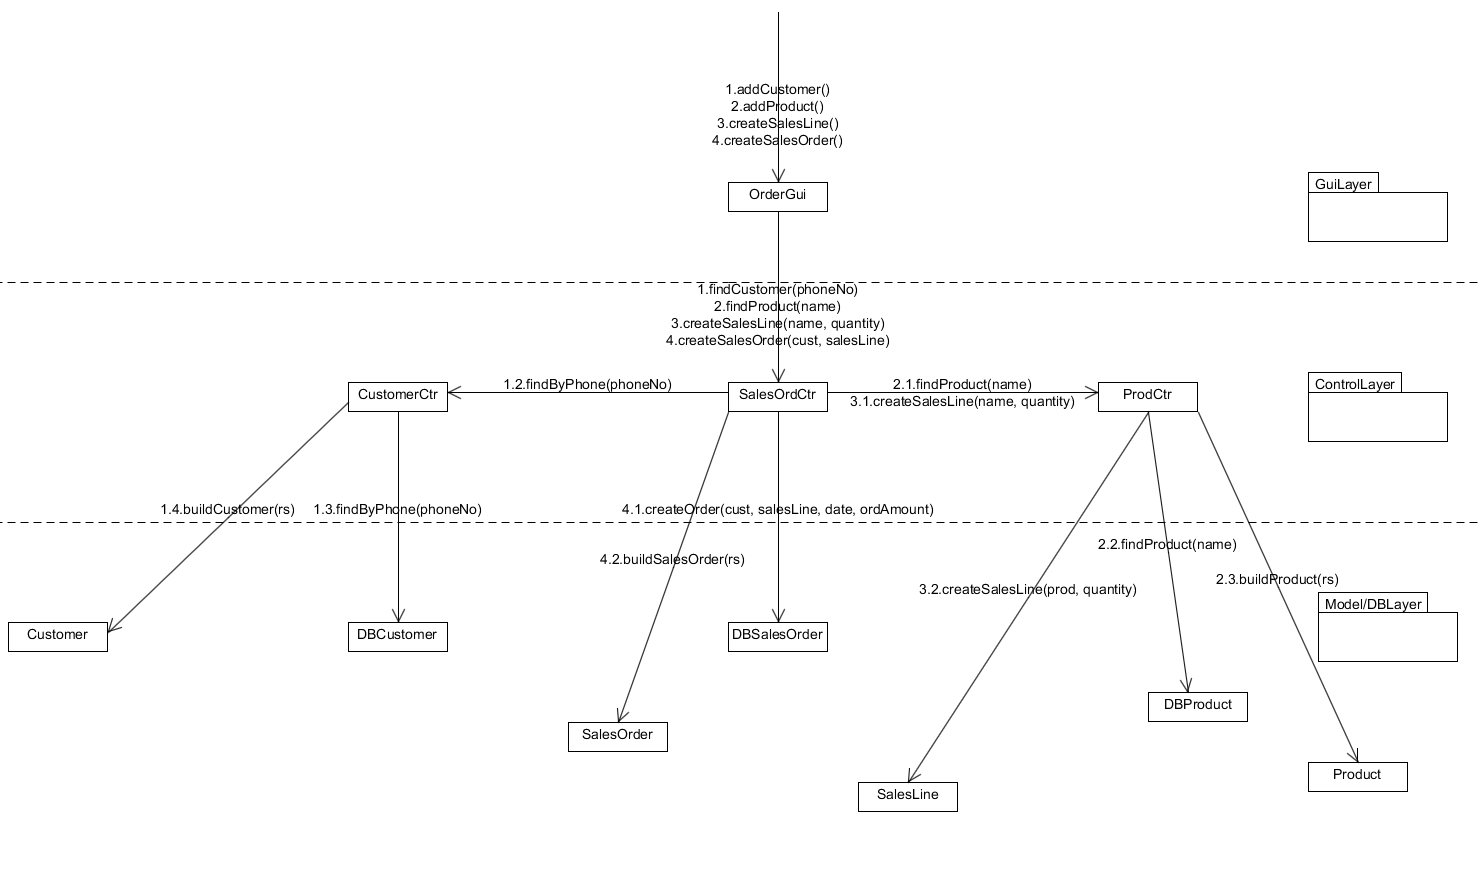 1.addCustomer()
2.addProduct()
3.createSalesLine()
4.createSalesOrder()
OrderGui
GuiLayer
1.findCustomer(phoneNo)
2.findProduct(name)
3.createSalesLine(name, quantity)
4.createSalesOrder(cust, salesLine)
CustomerCtr
1.2.findByPhone(phoneNo)
SalesOrdCtr
2.1.findProduct(name)
3.1.createSalesLine(name, quantity)
ProdCtr
ControlLayer
1.4.buildCustomer(rs)
1.3.findByPhone(phoneNo)
4.1.createOrder(cust, salesLine, date, ordAmount)
4.2.buildSalesOrder(rs)
2.2.findProduct(name)
3.2.createSalesLine(prod, quantity)
2.3.buildProduct(rs)
Model/DBLayer
Customer
DBCustomer
DBSalesOrder
DBProduct
SalesOrder
Product
SalesLine